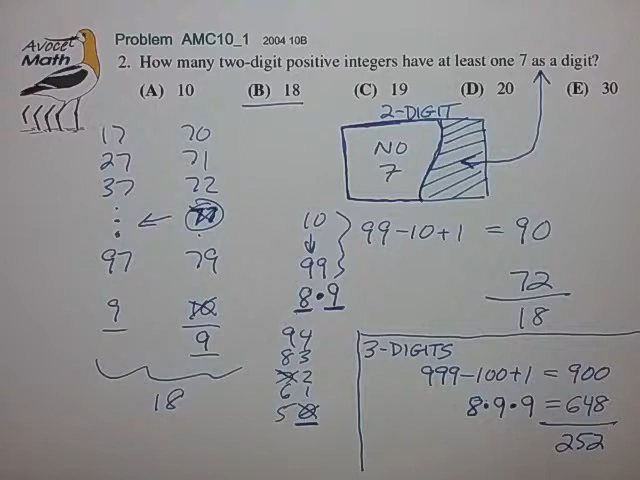 Avocet
Math
Problem AMC10_1 2004 10B
2. How many two-digit positive integers have at least one 7 as a digit?
(A) 10 (B) 18 (C) 19 (D) 20 (E) 30
2-DIGIT
NO
7
17 70
27 71
37 72
⋮ ← 77
97 79
9 10
9
18
10
↓
99
8·9
99-10+1 = 90
72
18
94
83
72
61
50
3-DIGITS
999-100+1 = 900
8·9·9 = 648
252